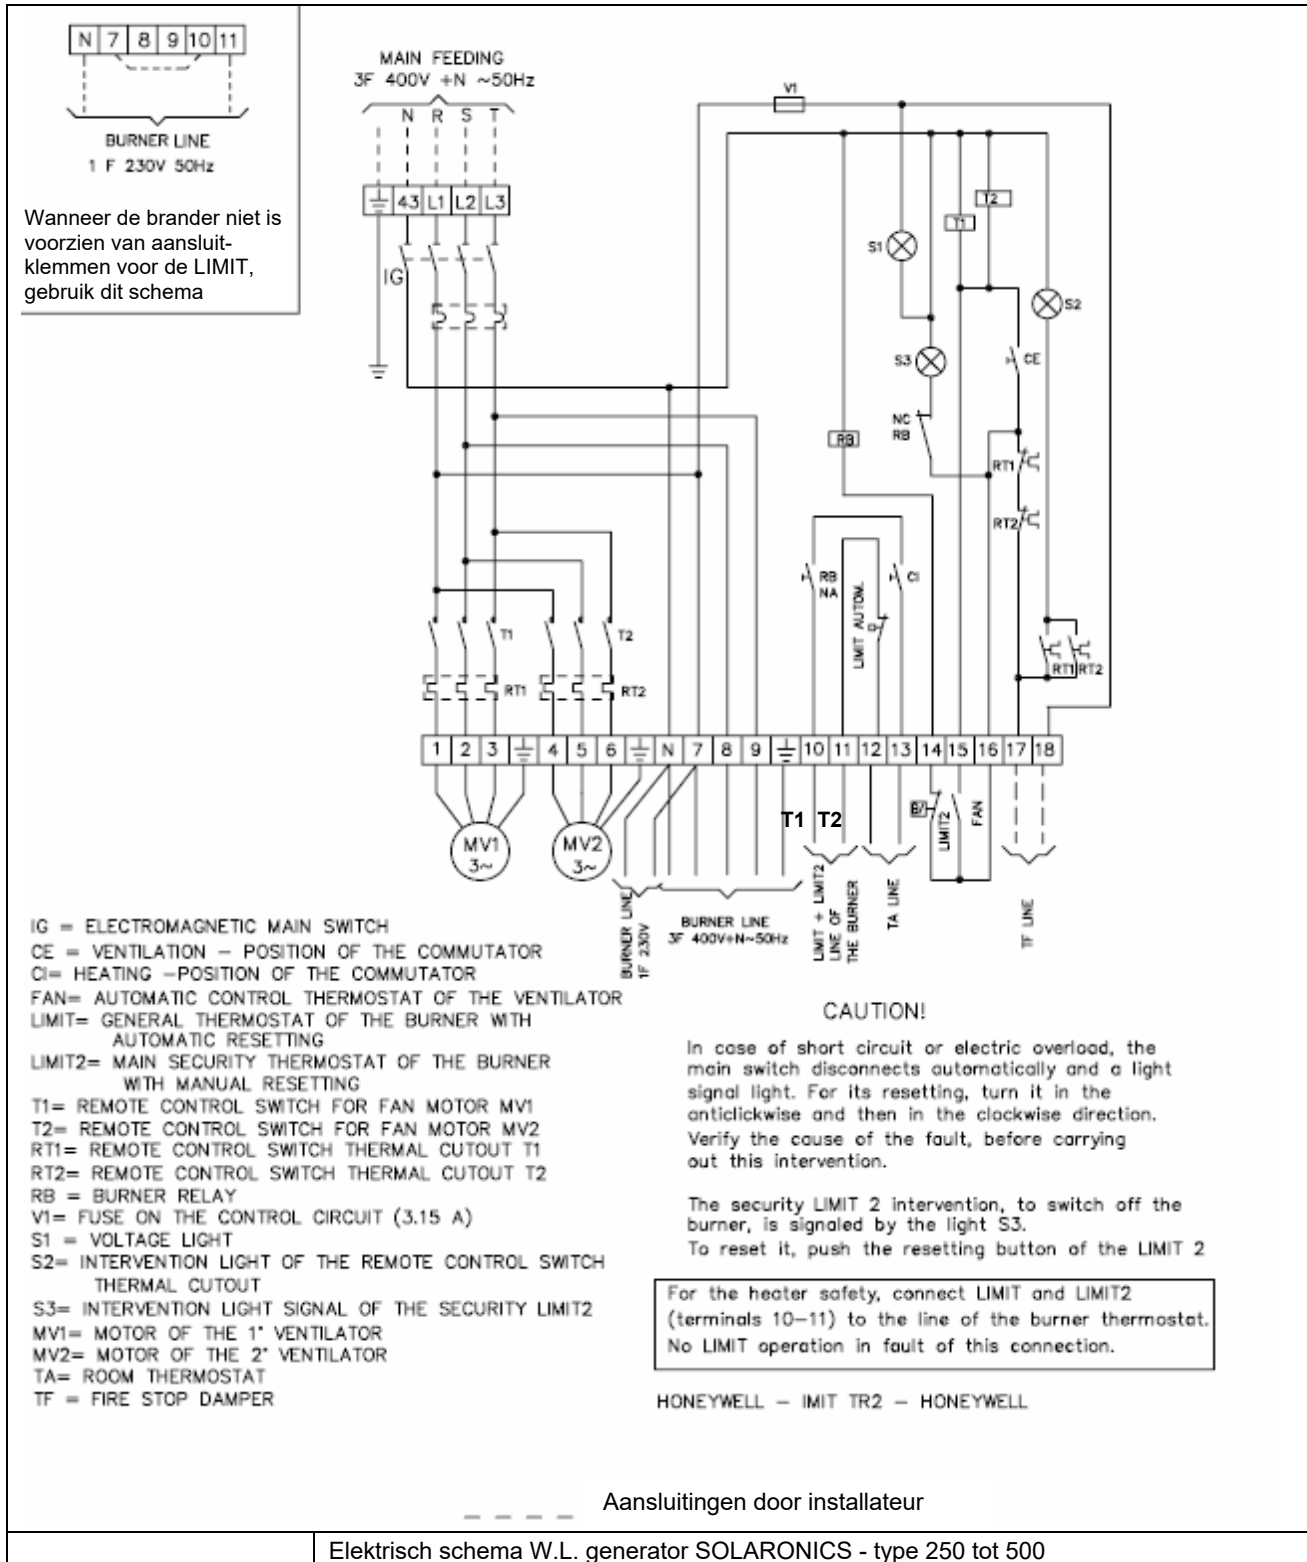 N 7 8 9 10 11
BURNER LINE
1 F 230V 50Hz
Wanneer de brander niet is
voorzien van aansluit-
klemmen voor de LIMIT,
gebruik dit schema
MAIN FEEDING
3F 400V +N ~50Hz
N R S T
43 L1 L2 L3
IG
V1
T2
T1
S1
S2
S3
CE
NC
RB
RB
RT1
RT2
RB
NA
LIMIT AUTOM.
CI
T1
T2
RT1
RT2
RT1 RT2
1 2 3 4 5 6 N 7 8 9 10 11 12 13 14 15 16 17 18
MV1
3~
MV2
3~
T1 T2
LIMIT2
FAN
BURNER LINE
1F 230V
BURNER LINE
3F 400V+N~50Hz
LIMIT + LIMIT2
LINE OF
THE BURNER
TA LINE
TF LINE
IG = ELECTROMAGNETIC MAIN SWITCH
CE = VENTILATION – POSITION OF THE COMMUTATOR
CI= HEATING –POSITION OF THE COMMUTATOR
FAN= AUTOMATIC CONTROL THERMOSTAT OF THE VENTILATOR
LIMIT= GENERAL THERMOSTAT OF THE BURNER WITH
AUTOMATIC RESETTING
LIMIT2= MAIN SECURITY THERMOSTAT OF THE BURNER
WITH MANUAL RESETTING
T1= REMOTE CONTROL SWITCH FOR FAN MOTOR MV1
T2= REMOTE CONTROL SWITCH FOR FAN MOTOR MV2
RT1= REMOTE CONTROL SWITCH THERMAL CUTOUT T1
RT2= REMOTE CONTROL SWITCH THERMAL CUTOUT T2
RB = BURNER RELAY
V1= FUSE ON THE CONTROL CIRCUIT (3.15 A)
S1 = VOLTAGE LIGHT
S2= INTERVENTION LIGHT OF THE REMOTE CONTROL SWITCH
THERMAL CUTOUT
S3= INTERVENTION LIGHT SIGNAL OF THE SECURITY LIMIT2
MV1= MOTOR OF THE 1° VENTILATOR
MV2= MOTOR OF THE 2° VENTILATOR
TA= ROOM THERMOSTAT
TF = FIRE STOP DAMPER
CAUTION!
In case of short circuit or electric overload, the
main switch disconnects automatically and a light
signal light. For its resetting, turn it in the
anticlickwise and then in the clockwise direction.
Verify the cause of the fault, before carrying
out this intervention.
The security LIMIT 2 intervention, to switch off the
burner, is signaled by the light S3.
To reset it, push the resetting button of the LIMIT 2
For the heater safety, connect LIMIT and LIMIT2
(terminals 10–11) to the line of the burner thermostat.
No LIMIT operation in fault of this connection.
HONEYWELL – IMIT TR2 – HONEYWELL
Aansluitingen door installateur
Elektrisch schema W.L. generator SOLARONICS - type 250 tot 500